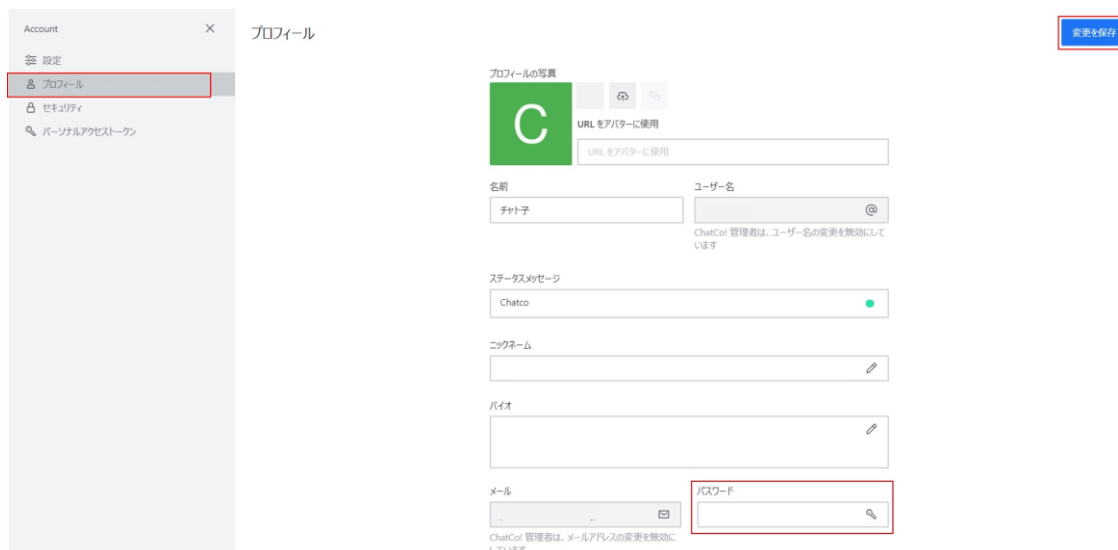 Account
設定
プロフィール
セキュリティ
パーソナルアクセストークン
プロフィール
変更を保存
プロフィールの写真
C
URL をアバターに使用
URL をアバターに使用
名前
ユーザー名
チャト子
ChatCo! 管理者は、ユーザー名の変更を無効にして
います
ステータスメッセージ
Chatco
ニックネーム
バイオ
メール
パスワード
ChatCo! 管理者は、メールアドレスの変更を無効に
しています